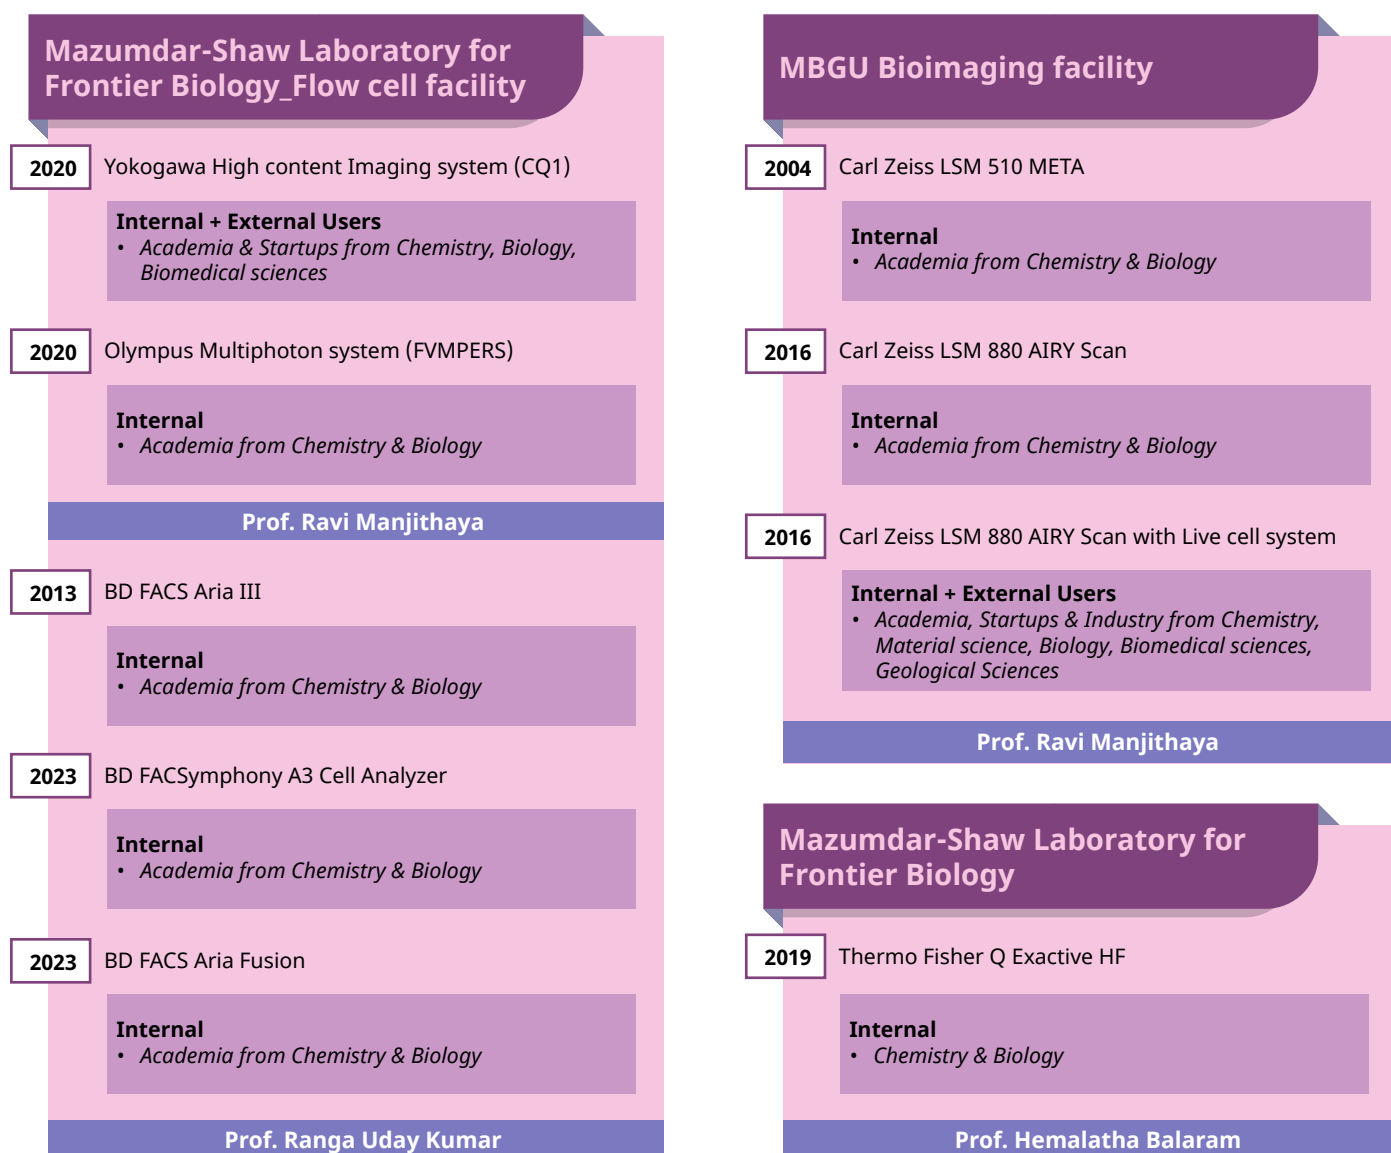 Mazumdar-Shaw Laboratory for
Frontier Biology_Flow cell facility
2020
Yokogawa High content Imaging system (CQ1)
Internal + External Users
• Academia & Startups from Chemistry, Biology,
Biomedical sciences
2020
Olympus Multiphoton system (FVMPERS)
Internal
• Academia from Chemistry & Biology
Prof. Ravi Manjithaya
2013
BD FACS Aria III
Internal
• Academia from Chemistry & Biology
2023
BD FACSymphony A3 Cell Analyzer
Internal
• Academia from Chemistry & Biology
2023
BD FACS Aria Fusion
Internal
• Academia from Chemistry & Biology
Prof. Ranga Uday Kumar
MBGU Bioimaging facility
2004
Carl Zeiss LSM 510 META
Internal
• Academia from Chemistry & Biology
2016
Carl Zeiss LSM 880 AIRY Scan
Internal
• Academia from Chemistry & Biology
2016
Carl Zeiss LSM 880 AIRY Scan with Live cell system
Internal + External Users
• Academia, Startups & Industry from Chemistry,
Material science, Biology, Biomedical sciences,
Geological Sciences
Prof. Ravi Manjithaya
Mazumdar-Shaw Laboratory for
Frontier Biology
2019
Thermo Fisher Q Exactive HF
Internal
• Chemistry & Biology
Prof. Hemalatha Balaram